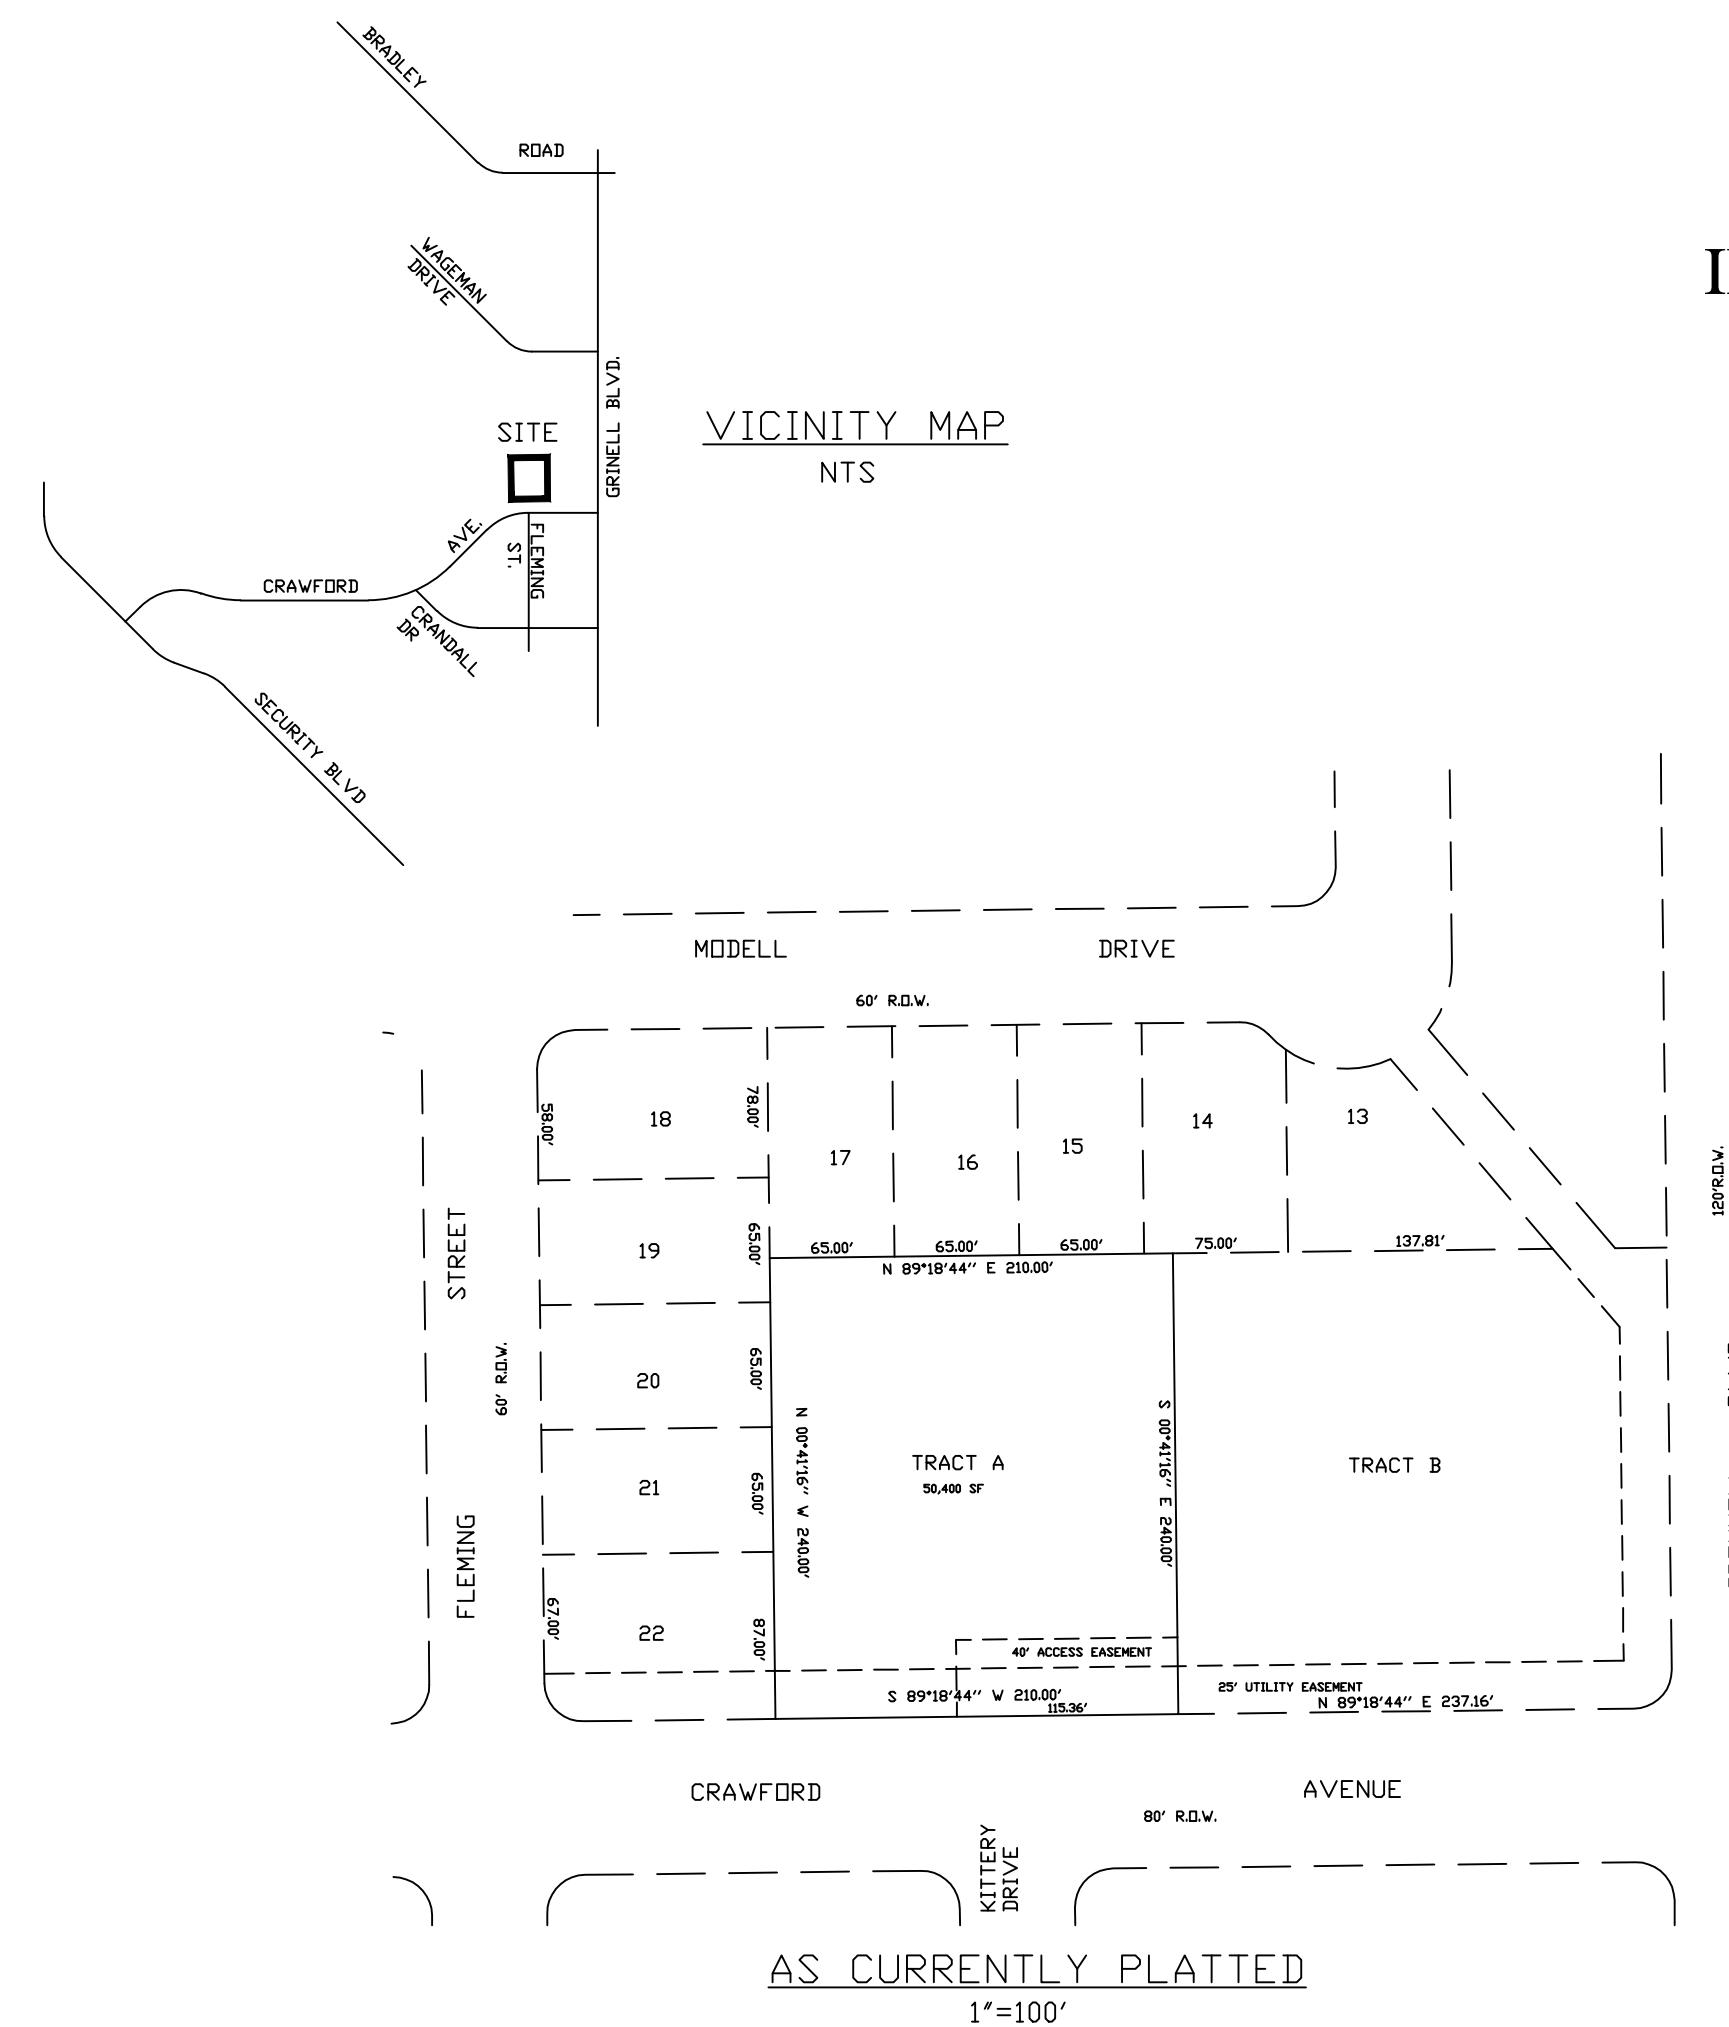 BRADLEY
ROAD
WAGEMAN
DRIVE
GRINELL BLVD.
VICINITY MAP
NTS
SITE
AVE.
FLEMING
ST.
CRAWFORD
CRANDALL
DR
SECURITY BLVD
MODELL DRIVE
60' R.O.W.
58.00'
18
78.00'
17
16
15
14
13
120'R.O.W.
STREET
19
65.00'
65.00'
65.00'
65.00'
75.00'
137.81'
N 89°18'44" E 210.00'
60' R.O.W.
20
65.00'
N 00°41'16" W 240.00'
S 00°41'16" E 240.00'
TRACT A
50,400 SF
TRACT B
21
65.00'
FLEMING
67.00'
22
87.00'
40' ACCESS EASEMENT
S 89°18'44" W 210.00'
115.36'
25' UTILITY EASEMENT
N 89°18'44" E 237.16'
CRAWFORD AVENUE
80' R.O.W.
KITTERY
DRIVE
AS CURRENTLY PLATTED
1"=100'